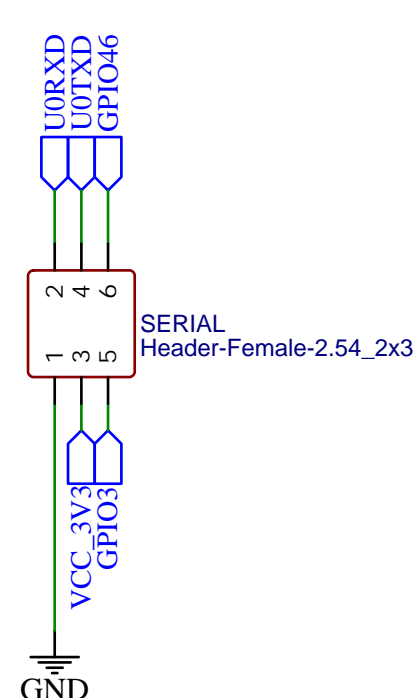 U0RXD
U0TXD
GPIO46
2
4
6
1
3
5
SERIAL
Header-Female-2.54_2x3
VCC_3V3
GPIO3
GND